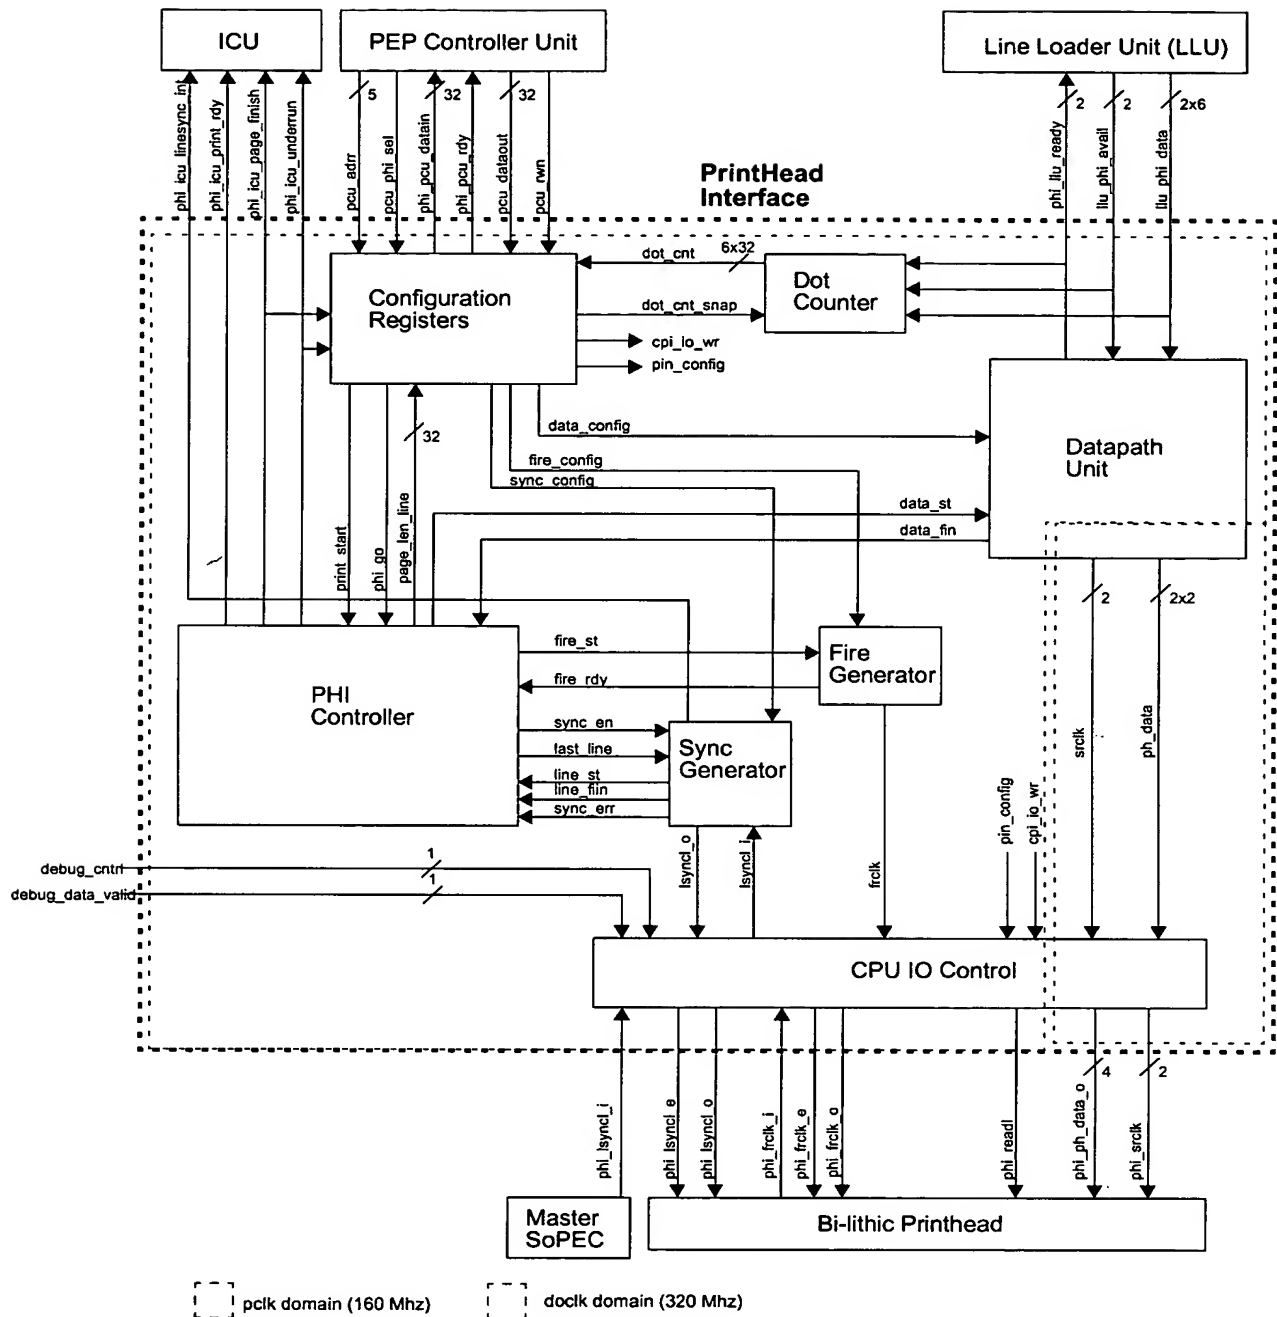 ICU
PEP Controller Unit
Line Loader Unit (LLU)
phi_icu_linesync_int
phi_icu_print_rdy
phi_icu_page_finish
phi_icu_underrun
5
32
32
pcu_adrr
pcu_phi_sel
phi_pcu_datain
phi_pcu_rdy
pcu_dataout
pcu_rwn
2
2
2x6
phi_llu_ready
llu_phi_avail
llu_phi_data
PrintHead
Interface
Configuration
Registers
dot_cnt
6x32
dot_cnt_snap
Dot
Counter
cpi_io_wr
pin_config
32
data_config
fire_config
sync_config
Datapath
Unit
data_st
data_fin
print_start
phi_go
page_len_line
2
2x2
PHI
Controller
fire_st
fire_rdy
Fire
Generator
sync_en
last_line
line_st
line_fiin
sync_err
Sync
Generator
srclk
ph_data
pin_config
cpi_io_wr
lsyncl_o
lsyncl_i
frclk
debug_cntrl
1
debug_data_valid
1
CPU IO Control
4
2
phi_lsyncl_i
phi_lsyncl_e
phi_lsyncl_o
phi_frclk_i
phi_frclk_e
phi_frclk_o
phi_readl
phi_ph_data_o
phi_srclk
Master
SoPEC
Bi-lithic Printhead
pclk domain (160 Mhz)
doclk domain (320 Mhz)